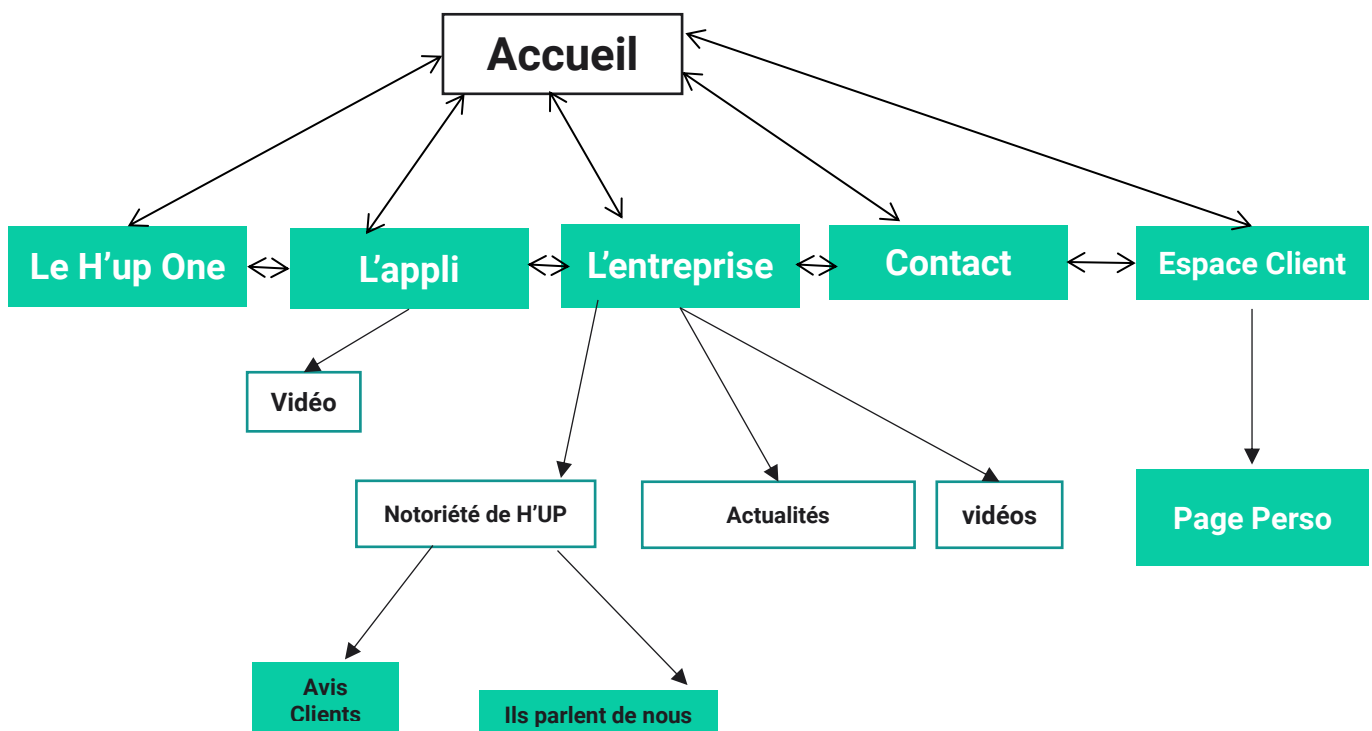 Accueil
Le H’up One
L’appli
L’entreprise
Contact
Espace Client
Vidéo
Notoriété de H’UP
Actualités
vidéos
Page Perso
Avis
Clients
Ils parlent de nous